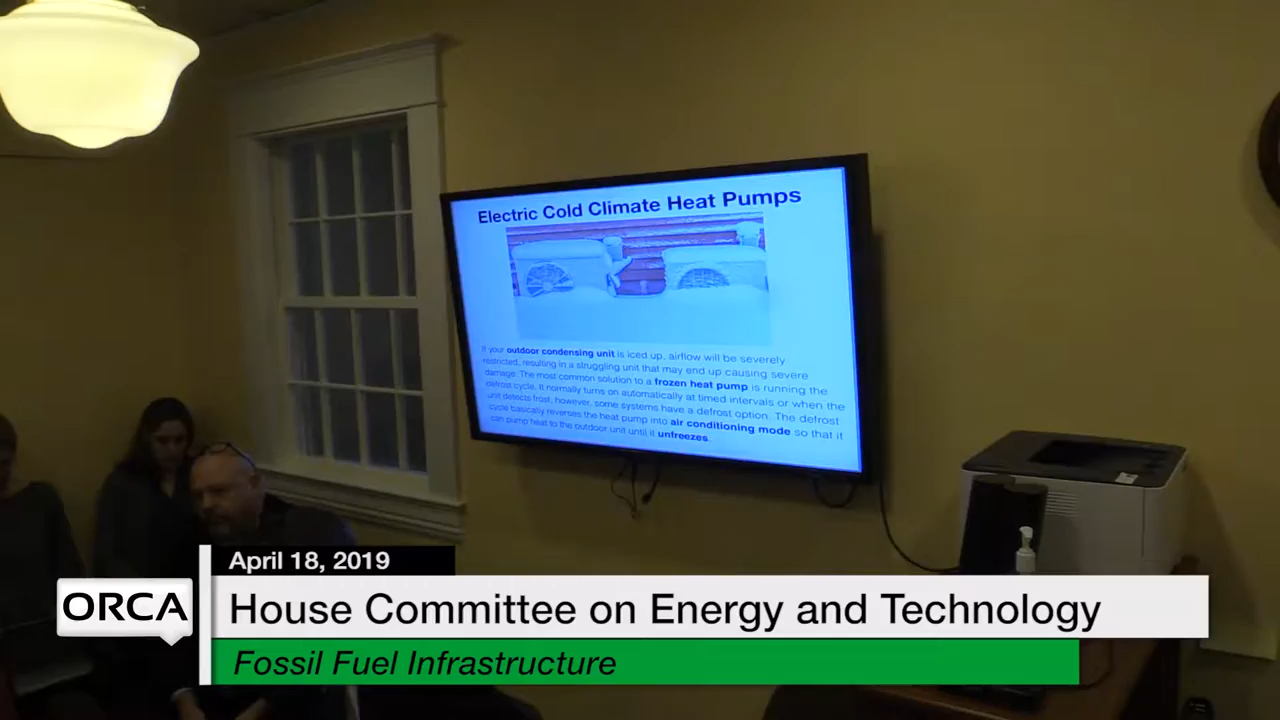 Electric Cold Climate Heat Pumps
If your outdoor condensing unit is iced up, airflow will be severely
restricted, resulting in a struggling unit that may end up causing severe
damage. The most common solution to a frozen heat pump is running the
defrost cycle. It normally turns on automatically at timed intervals or when the
unit detects frost, however, some systems have a defrost option. The defrost
cycle basically reverses the heat pump into air conditioning mode so that it
can pump heat to the outdoor unit until it unfreezes.
April 18, 2019
ORCA
House Committee on Energy and Technology
Fossil Fuel Infrastructure